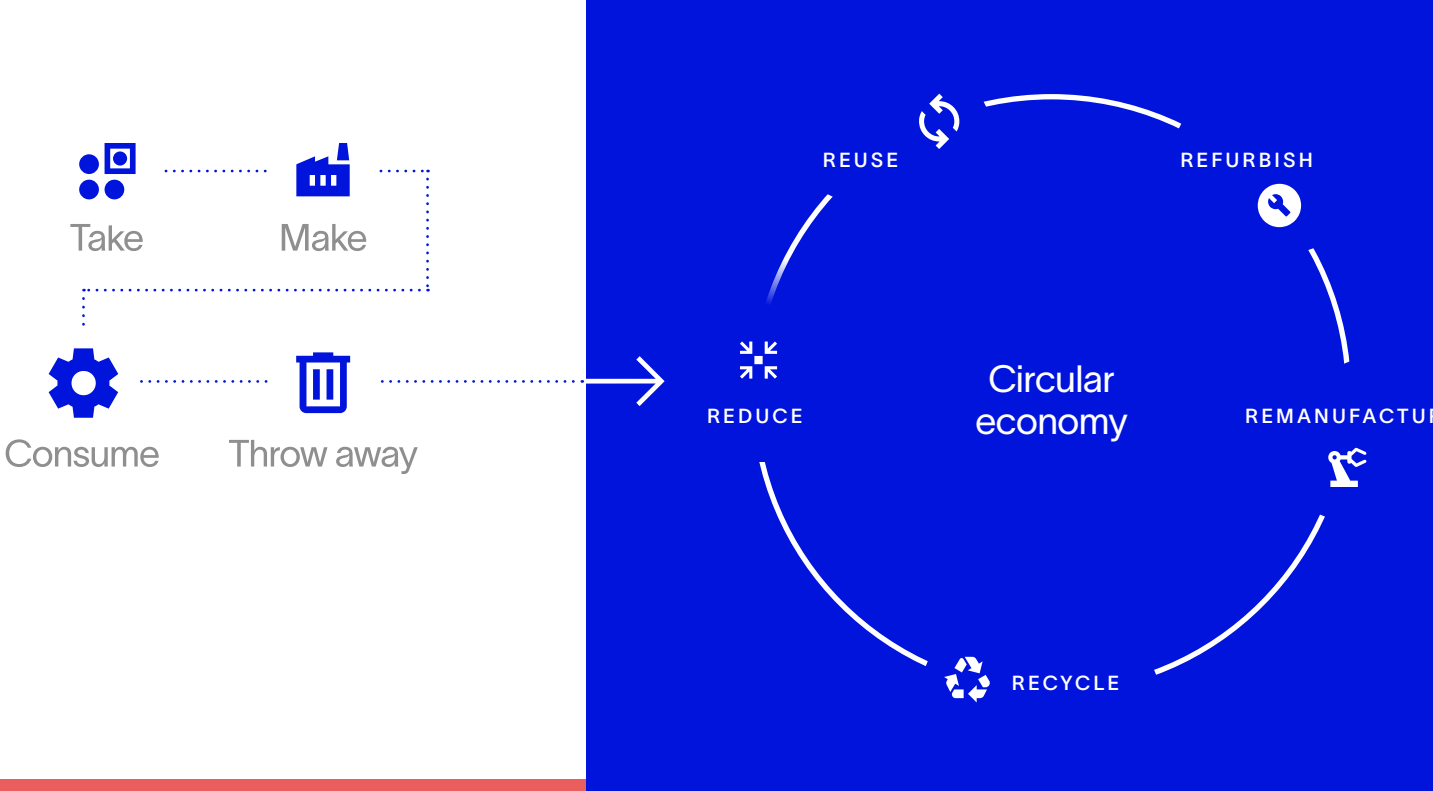 Take
Make
Consume
Throw away
REUSE
REFURBISH
REDUCE
Circular
economy
RECYCLE